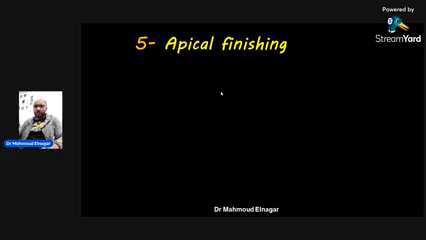 Powered by
StreamYard
5- Apical finishing
Dr Mahmoud Elnagar
Dr Mahmoud Elnagar